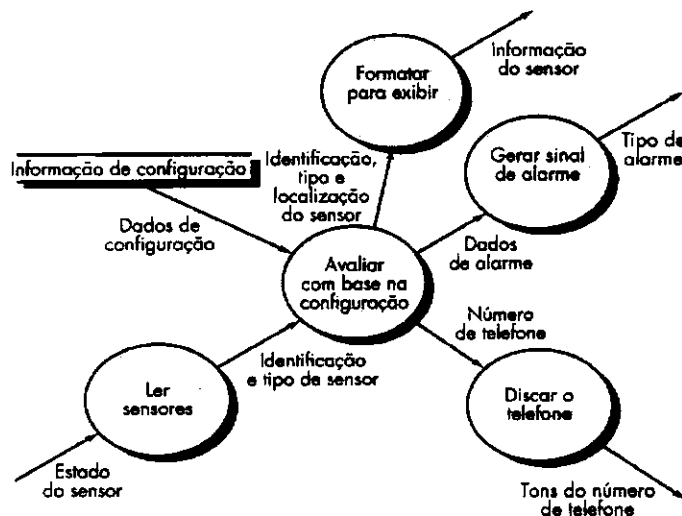 Formatar
para exibir
Informação
do sensor
Gerar sinal
de alarme
Tipo de
alarme
Informação de configuração
Identificação,
tipo e
localização
do sensor
Dados de
configuração
Avaliar
com base na
configuração
Dados
de alarme
Número
de telefone
Ler
sensores
Identificação
e tipo de sensor
Discar o
telefone
Estado
do sensor
Tons do número
de telefone